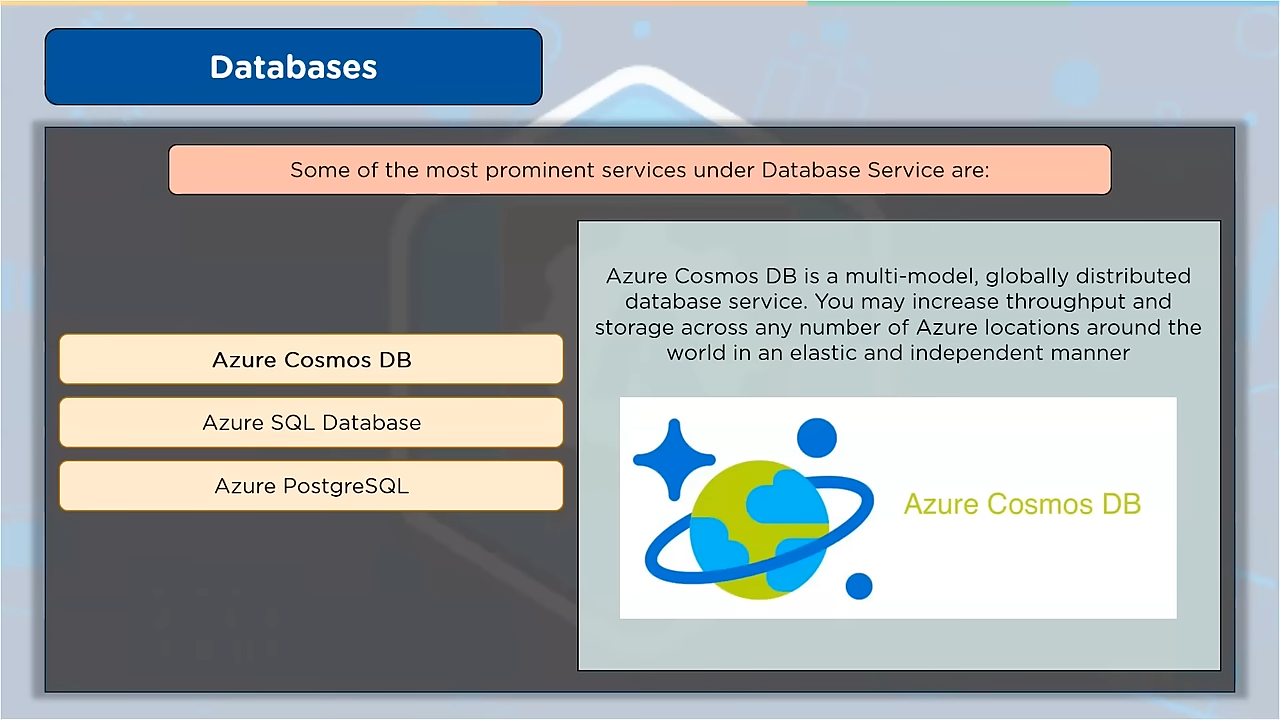 Databases
Some of the most prominent services under Database Service are:
Azure Cosmos DB
Azure SQL Database
Azure PostgreSQL
Azure Cosmos DB is a multi-model, globally distributed
database service. You may increase throughput and
storage across any number of Azure locations around the
world in an elastic and independent manner
Azure Cosmos DB